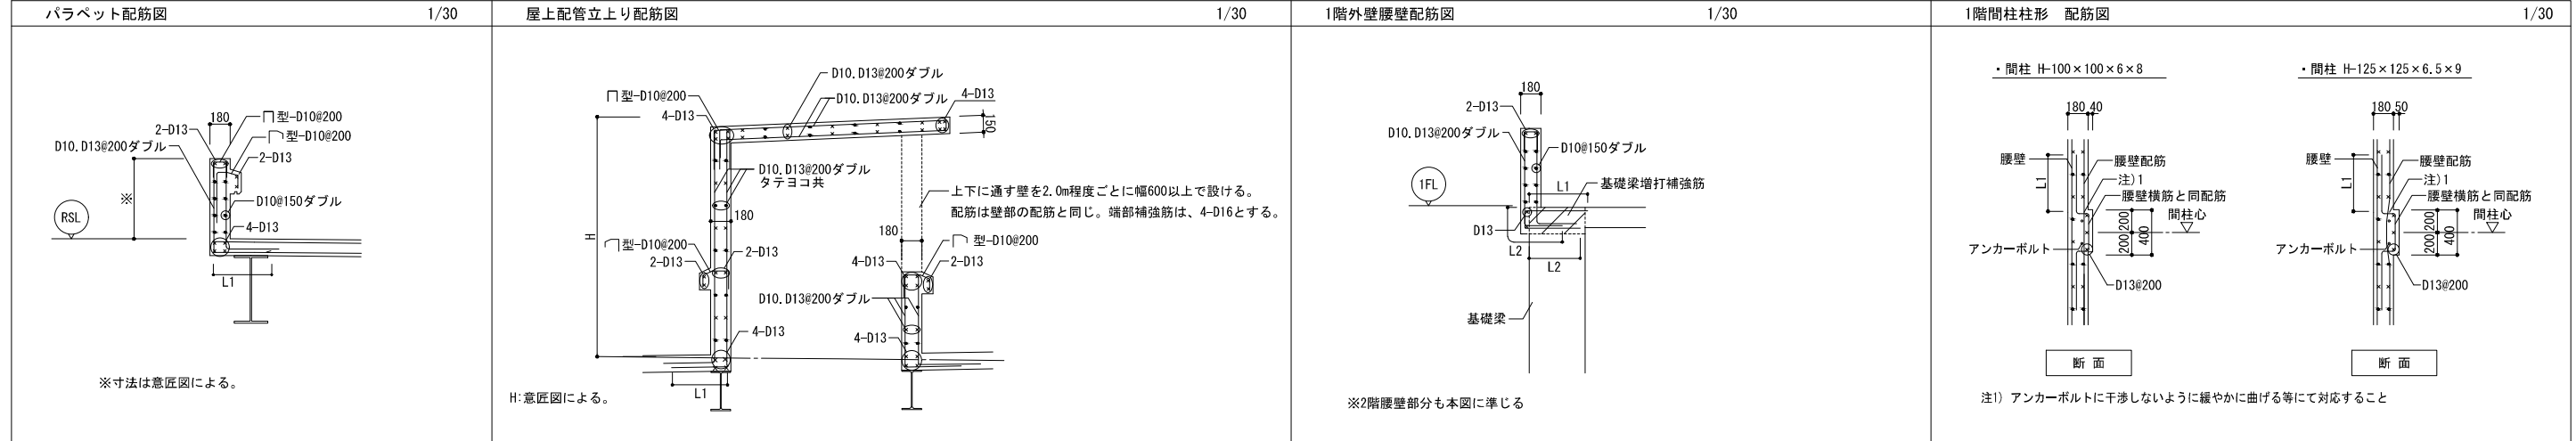 パラペット配筋図 1/30
180
2-D13
冂型-D10@200
型-D10@200
D10.D13@200ダブル
2-D13
※
D10@150ダブル
RSL
4-D13
L1
※寸法は意匠図による。
屋上配管立上り配筋図 1/30
D10.D13@200ダブル
冂型-D10@200
D10.D13@200ダブル
4-D13
4-D13
150
D10.D13@200ダブル
タテヨコ共
上下に通す壁を2.0m程度ごとに幅600以上で設ける。
配筋は壁部の配筋と同じ。端部補強筋は、4-D16とする。
180
H
180
型-D10@200
2-D13
2-D13
型-D10@200
4-D13
2-D13
D10.D13@200ダブル
4-D13
4-D13
L1
H:意匠図による。
1階外壁腰壁配筋図 1/30
180
2-D13
D10.D13@200ダブル
D10@150ダブル
1FL
L1
基礎梁増打補強筋
D13
L2
L2
基礎梁
※2階腰壁部分も本図に準じる
1階間柱柱形 配筋図 1/30
・間柱 H-100×100×6×8
180 40
腰壁
腰壁配筋
L1
注)1
腰壁横筋と同配筋
間柱心
200 200
400
アンカーボルト
D13@200
断 面
・間柱 H-125×125×6.5×9
180 50
腰壁
腰壁配筋
L1
注)1
腰壁横筋と同配筋
間柱心
200 200
400
アンカーボルト
D13@200
断 面
注1) アンカーボルトに干渉しないように緩やかに曲げる等にて対応すること